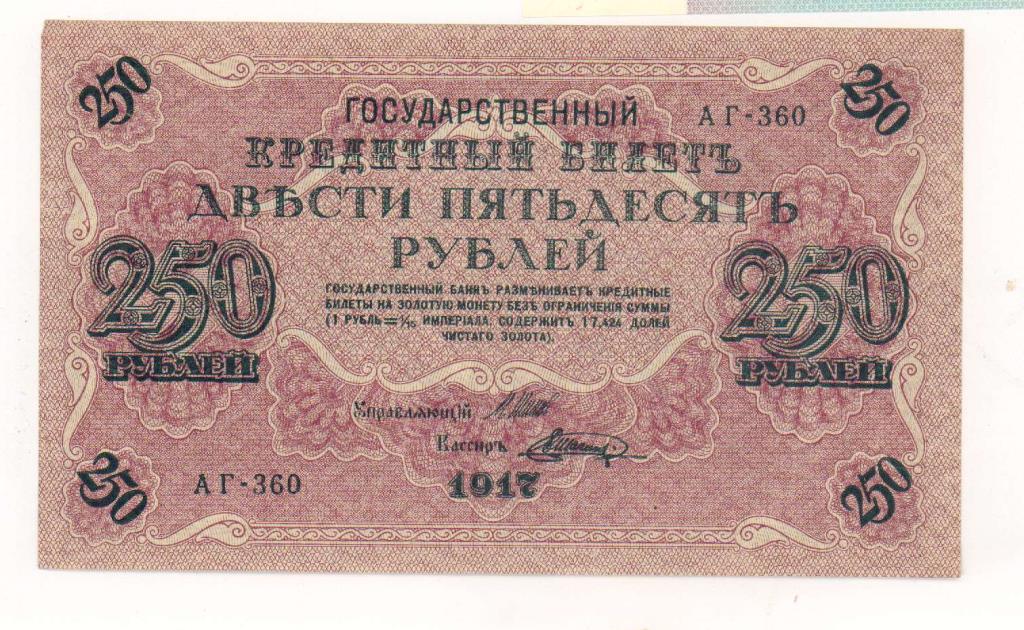 250
250
ГОСУДАРСТВЕННЫЙ
АГ-360
КРЕДИТНЫЙ БИЛЕТЪ
ДВѢСТИ ПЯТЬДЕСЯТЪ
РУБЛЕЙ
250
РУБЛЕЙ
250
РУБЛЕЙ
ГОСУДАРСТВЕННЫЙ БАНКЪ РАЗМѢНИВАЕТЪ КРЕДИТНЫЕ
БИЛЕТЫ НА ЗОЛОТУЮ МОНЕТУ БЕЗЪ ОГРАНИЧЕНІЯ СУММЫ
(1 РУБЛЬ = 1/15 ИМПЕРІАЛА, СОДЕРЖИТЪ 17,424 ДОЛЕЙ
ЧИСТАГО ЗОЛОТА).
Управляющій
Кассиръ
АГ-360
1917
250
250